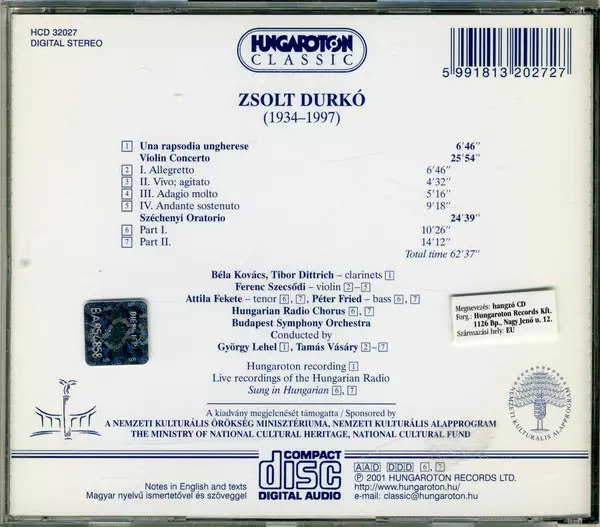 HCD 32027
DIGITAL STEREO
HUNGAROTON
CLASSIC
5 991813 202727
ZSOLT DURKÓ
(1934–1997)
1 Una rapsodia ungherese 6'46"
Violin Concerto 25'54"
2 I. Allegretto 6'46"
3 II. Vivo; agitato 4'32"
4 III. Adagio molto 5'16"
5 IV. Andante sostenuto 9'18"
Széchenyi Oratorio 24'39"
6 Part I. 10'26"
7 Part II. 14'12"
Total time 62'37"
Béla Kovács, Tibor Dittrich – clarinets 1
Ferenc Szecsődi – violin 2–5
Attila Fekete – tenor 6, 7, Péter Fried – bass 6, 7
Hungarian Radio Chorus 6, 7
Budapest Symphony Orchestra
Conducted by
György Lehel 1, Tamás Vásáry 2–7
Hungaroton recording 1
Live recordings of the Hungarian Radio
Sung in Hungarian 6, 7
Megnevezés: hangzó CD
Forg.: Hungaroton Records Kft.
1126 Bp., Nagy Jenő u. 12.
Származási hely: EU
A kiadvány megjelenését támogatta / Sponsored by
A NEMZETI KULTURÁLIS ÖRÖKSÉG MINISZTÉRIUMA, NEMZETI KULTURÁLIS ALAPPROGRAM
THE MINISTRY OF NATIONAL CULTURAL HERITAGE, NATIONAL CULTURAL FUND
NEMZETI KULTURÁLIS ALAPPROGRAM
Notes in English and texts
Magyar nyelvű ismertetővel és szöveggel
COMPACT
disc
DIGITAL AUDIO
AAD DDD 6, 7
℗ 2001 HUNGAROTON RECORDS LTD.
http://www.hungaroton.hu/
e-mail: classic@hungaroton.hu